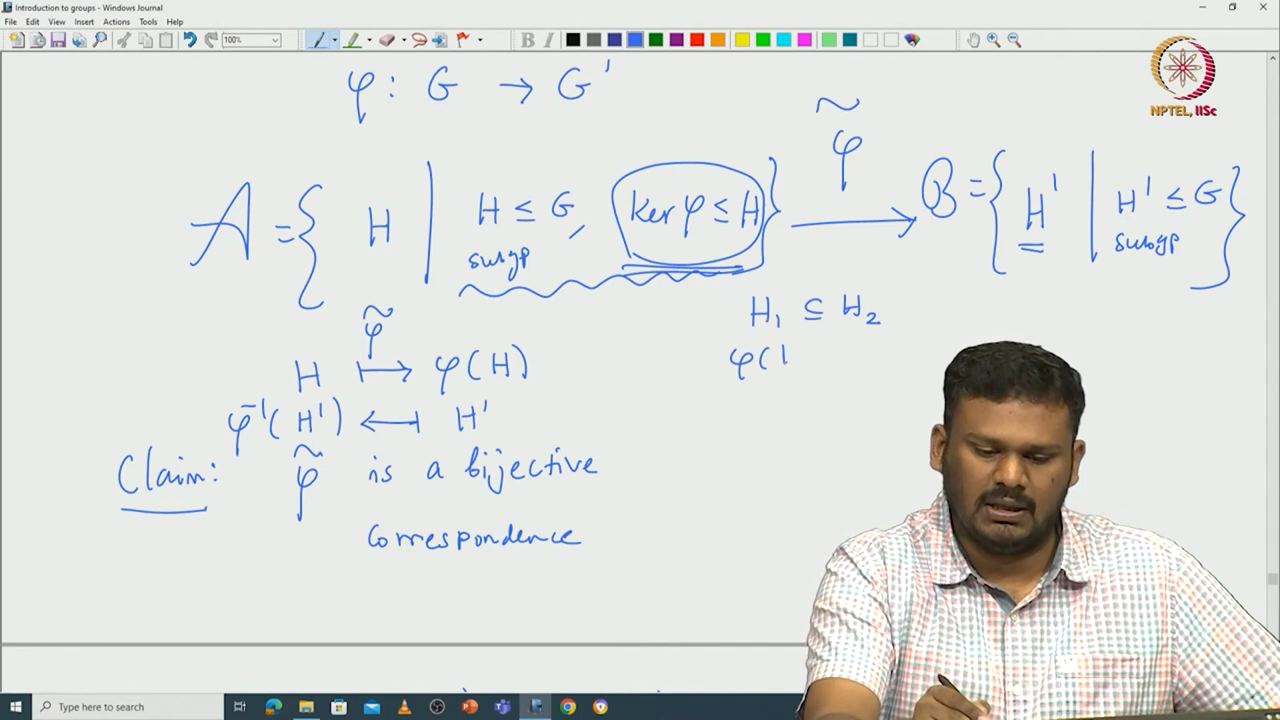 Introduction to groups - Windows Journal
File Edit View Insert Actions Tools Help
100% B I
φ: G → G'
NPTEL, IISc
𝒜 = { H | H ≤ G, ker φ ≤ H } φ̃ → ℬ = { H' | H' ≤ G }
subgp subgp
H ↦ φ(H) φ̃ H₁ ⊆ H₂
φ(
φ⁻¹(H') ↤ H'
Claim: φ̃ is a bijective
correspondence
Type here to search